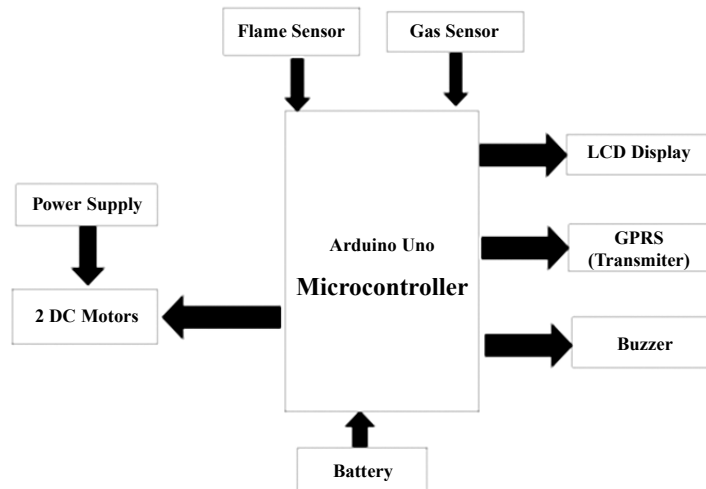 Flame Sensor
Gas Sensor
LCD Display
Power Supply
GPRS
(Transmiter)
Arduino Uno
Microcontroller
2 DC Motors
Buzzer
Battery